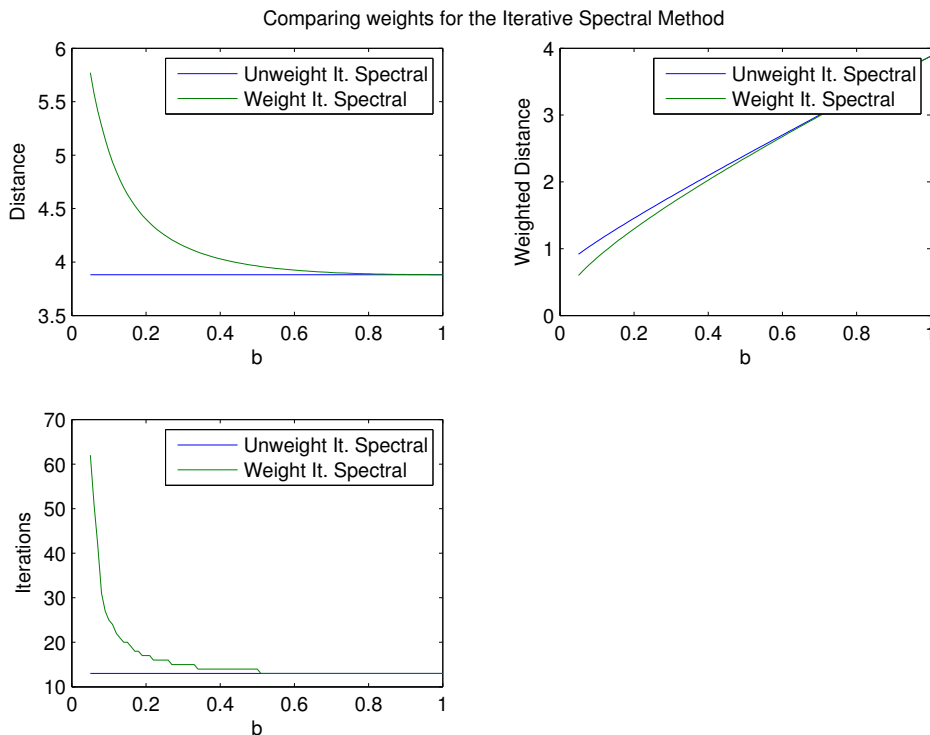 Comparing weights for the Iterative Spectral Method
6
5.5
5
4.5
4
3.5
Distance
0
0.2
0.4
0.6
0.8
1
b
Unweight It. Spectral
Weight It. Spectral
4
3
2
1
0
Weighted Distance
0
0.2
0.4
0.6
0.8
1
b
Unweight It. Spectral
Weight It. Spectral
70
60
50
40
30
20
10
Iterations
0
0.2
0.4
0.6
0.8
1
b
Unweight It. Spectral
Weight It. Spectral